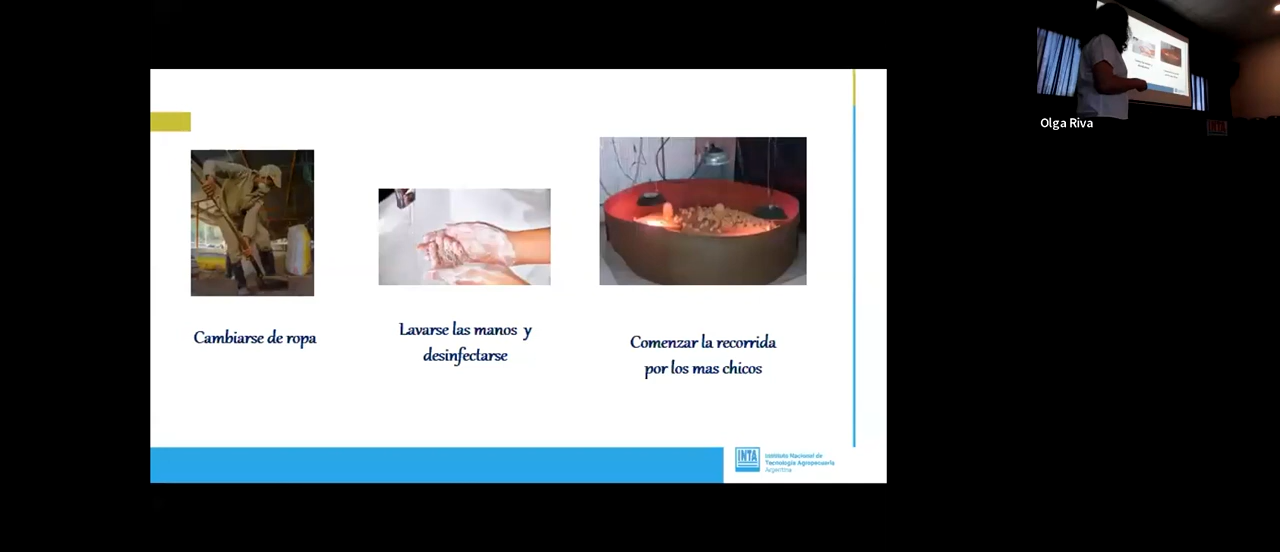 Cambiarse de ropa
Lavarse las manos y
desinfectarse
Comenzar la recorrida
por los mas chicos
INTA
Instituto Nacional de
Tecnología Agropecuaria
Argentina
Olga Riva